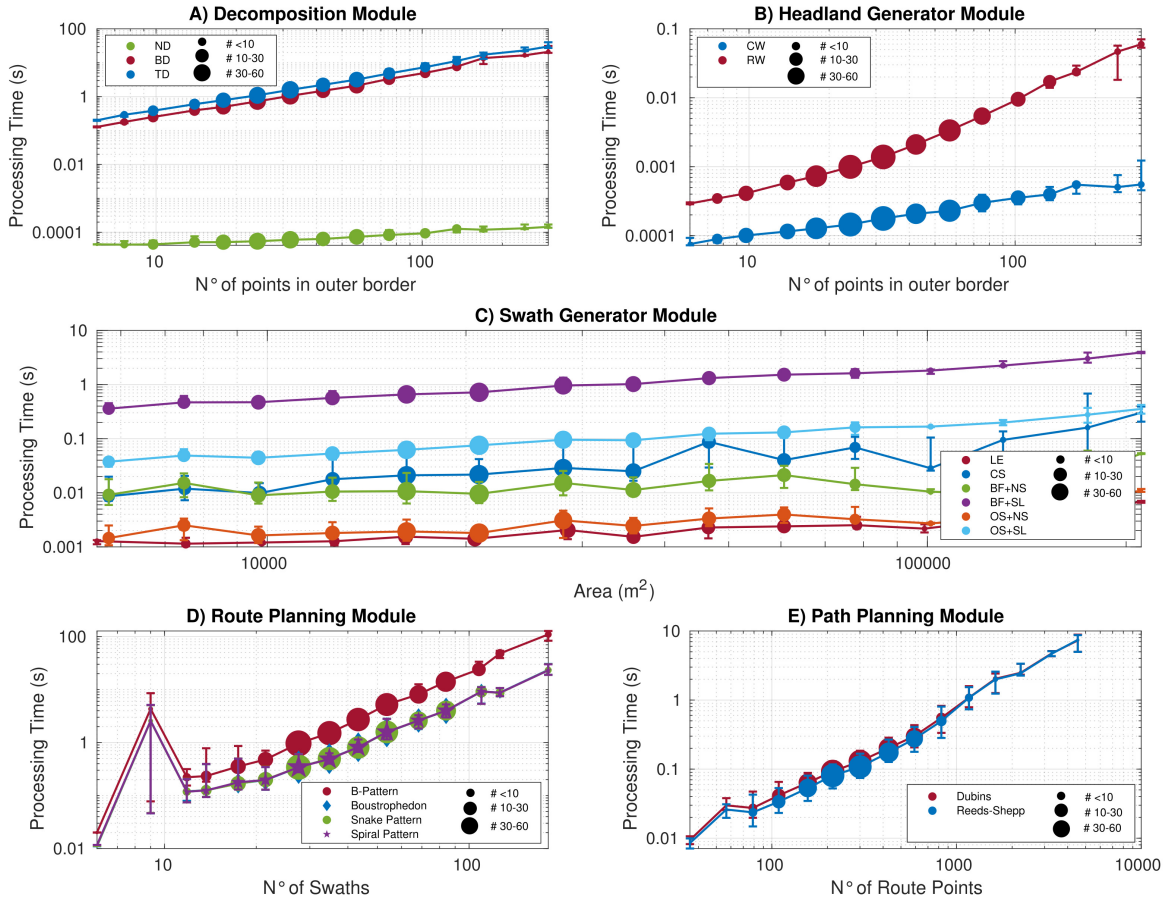 A) Decomposition Module
Processing Time (s)
100
1
0.01
0.0001
ND
BD
TD
# <10
# 10-30
# 30-60
10
100
N° of points in outer border
B) Headland Generator Module
Processing Time (s)
0.1
0.01
0.001
0.0001
CW
RW
# <10
# 10-30
# 30-60
10
100
N° of points in outer border
C) Swath Generator Module
Processing Time (s)
10
1
0.1
0.01
0.001
LE
CS
BF+NS
BF+SL
OS+NS
OS+SL
# <10
# 10-30
# 30-60
10000
100000
Area (m²)
D) Route Planning Module
Processing Time (s)
100
1
0.01
B-Pattern
Boustrophedon
Snake Pattern
Spiral Pattern
# <10
# 10-30
# 30-60
10
100
N° of Swaths
E) Path Planning Module
Processing Time (s)
10
1
0.1
0.01
Dubins
Reeds-Shepp
# <10
# 10-30
# 30-60
100
1000
10000
N° of Route Points